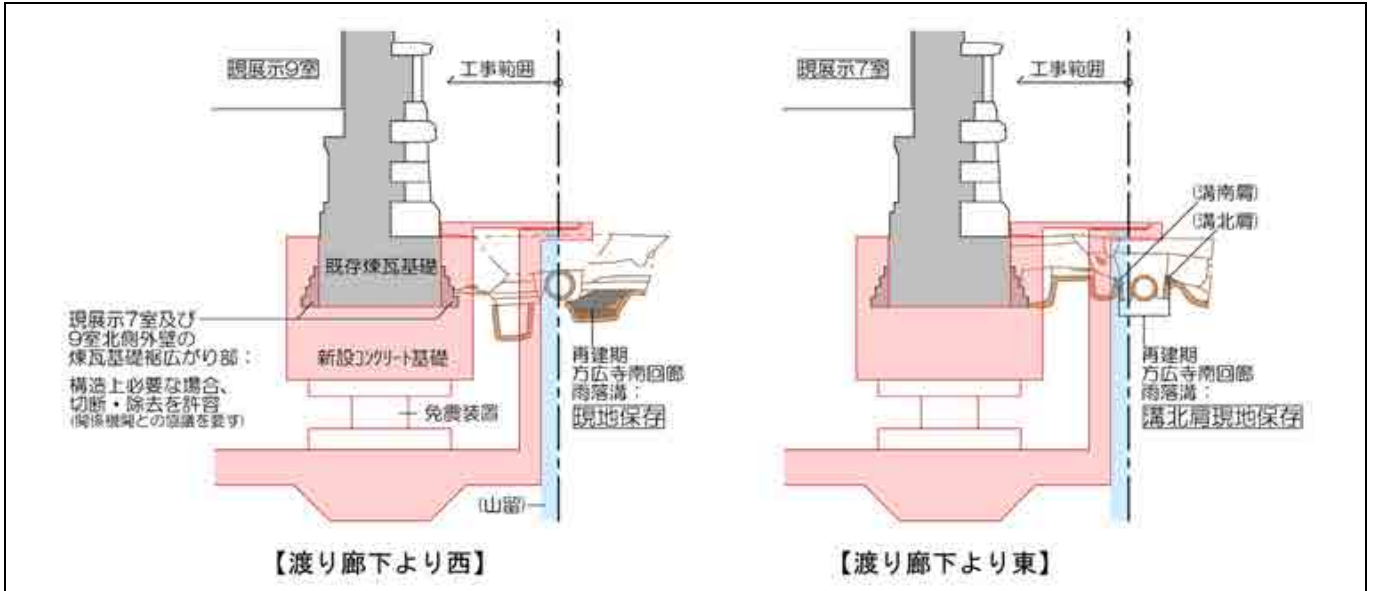 現展示9室
工事範囲
既存煉瓦基礎
現展示7室及び
9室北側外壁の
煉瓦基礎裾広がり部：
構造上必要な場合、
切断・除去を許容
(関係機関との協議を要す)
新設コンクリート基礎
免震装置
再建期
方広寺南回廊
雨落溝：
現地保存
(山留)
【渡り廊下より西】
現展示7室
工事範囲
(溝南肩)
(溝北肩)
再建期
方広寺南回廊
雨落溝：
溝北肩現地保存
【渡り廊下より東】